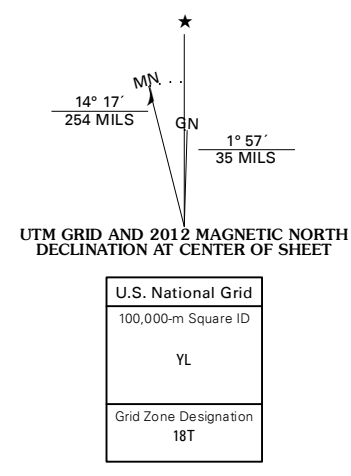 ★
MN
14° 17´
254 MILS
GN
1° 57´
35 MILS
UTM GRID AND 2012 MAGNETIC NORTH
DECLINATION AT CENTER OF SHEET
U.S. National Grid
100,000-m Square ID
YL
Grid Zone Designation
18T